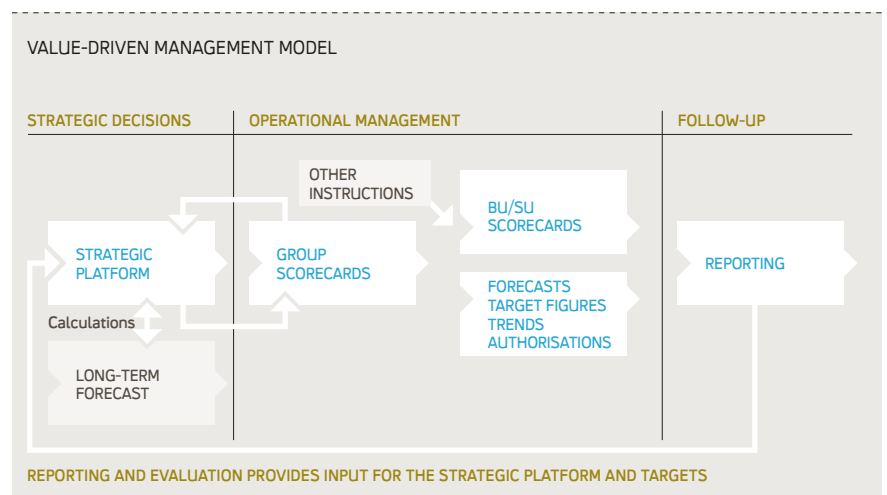 VALUE-DRIVEN MANAGEMENT MODEL
STRATEGIC DECISIONS
OPERATIONAL MANAGEMENT
FOLLOW-UP
OTHER
INSTRUCTIONS
BU/SU
SCORECARDS
STRATEGIC
PLATFORM
GROUP
SCORECARDS
REPORTING
FORECASTS
TARGET FIGURES
TRENDS
AUTHORISATIONS
Calculations
LONG-TERM
FORECAST
REPORTING AND EVALUATION PROVIDES INPUT FOR THE STRATEGIC PLATFORM AND TARGETS